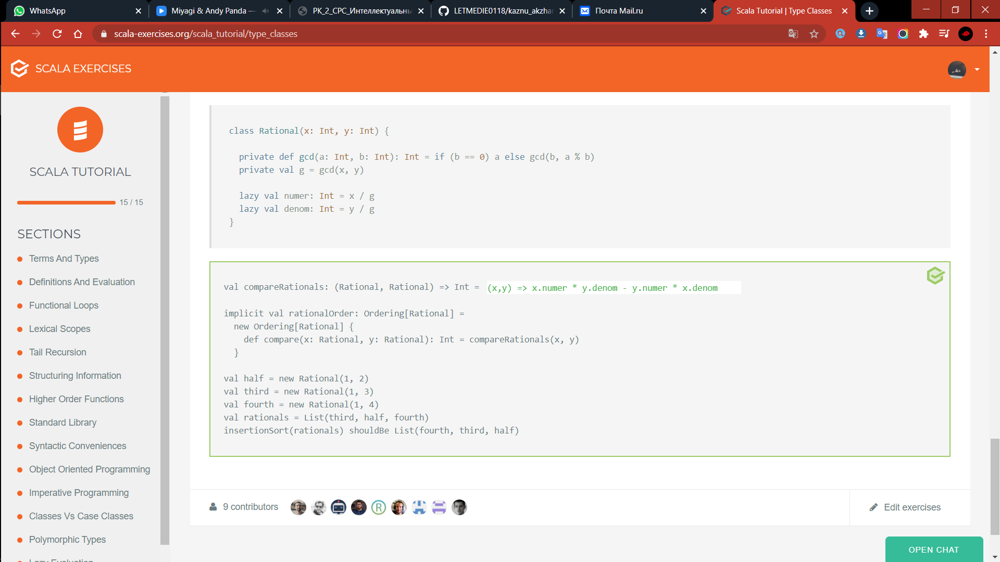 WhatsApp
Miyagi & Andy Panda —
PK_2_СРС_Интеллектуальны
LETMEDIE0118/kaznu_akzhar
Почта Mail.ru
Scala Tutorial | Type Classes
scala-exercises.org/scala_tutorial/type_classes
SCALA EXERCISES
SCALA TUTORIAL
15 / 15
SECTIONS
Terms And Types
Definitions And Evaluation
Functional Loops
Lexical Scopes
Tail Recursion
Structuring Information
Higher Order Functions
Standard Library
Syntactic Conveniences
Object Oriented Programming
Imperative Programming
Classes Vs Case Classes
Polymorphic Types
Lazy Evaluation
class Rational(x: Int, y: Int) {
private def gcd(a: Int, b: Int): Int = if (b == 0) a else gcd(b, a % b)
private val g = gcd(x, y)
lazy val numer: Int = x / g
lazy val denom: Int = y / g
}
val compareRationals: (Rational, Rational) => Int = (x,y) => x.numer * y.denom - y.numer * x.denom
implicit val rationalOrder: Ordering[Rational] =
new Ordering[Rational] {
def compare(x: Rational, y: Rational): Int = compareRationals(x, y)
}
val half = new Rational(1, 2)
val third = new Rational(1, 3)
val fourth = new Rational(1, 4)
val rationals = List(third, half, fourth)
insertionSort(rationals) shouldBe List(fourth, third, half)
9 contributors
R
Edit exercises
OPEN CHAT